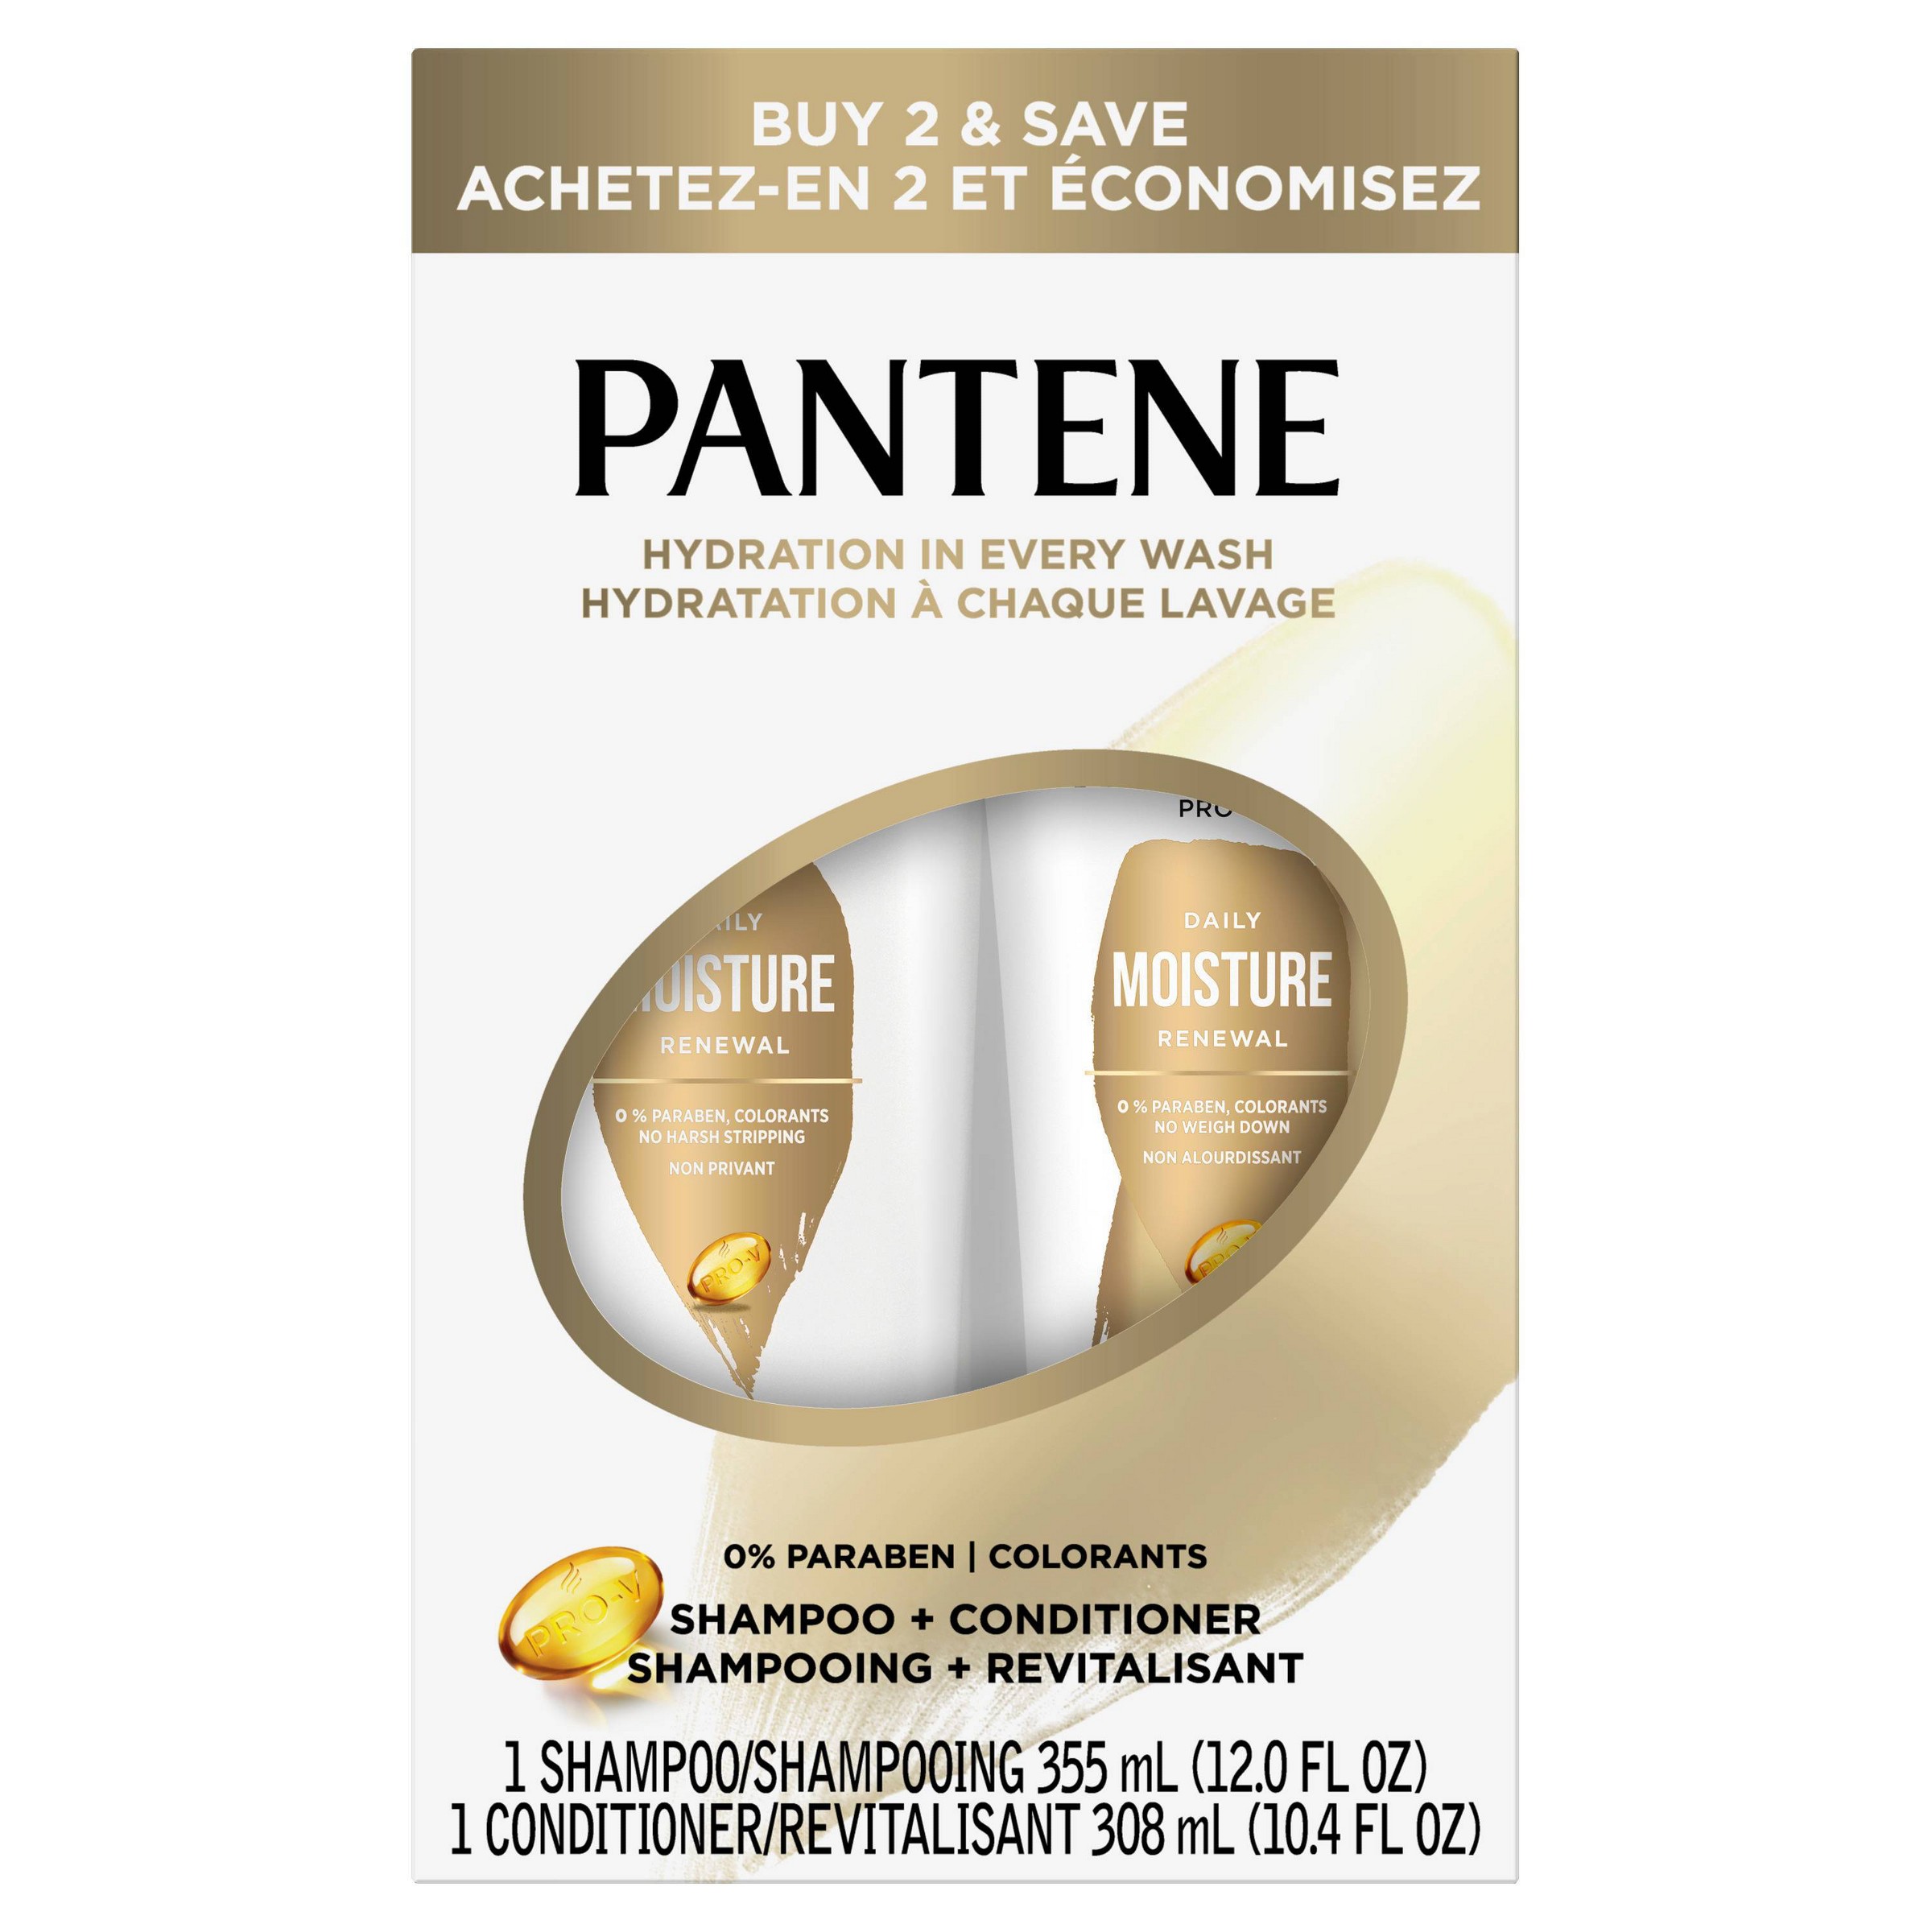 BUY 2 & SAVE
ACHETEZ-EN 2 ET ÉCONOMISEZ
PANTENE
HYDRATION IN EVERY WASH
HYDRATATION À CHAQUE LAVAGE
RENEWAL
0 % PARABEN, COLORANTS
NO HARSH STRIPPING
NON PRIVANT
PRO-V
PRO
DAILY
MOISTURE
RENEWAL
0 % PARABEN, COLORANTS
NO WEIGH DOWN
NON ALOURDISSANT
0% PARABEN | COLORANTS
PRO-V
SHAMPOO + CONDITIONER
SHAMPOOING + REVITALISANT
1 SHAMPOO/SHAMPOOING 355 mL (12.0 FL OZ)
1 CONDITIONER/REVITALISANT 308 mL (10.4 FL OZ)